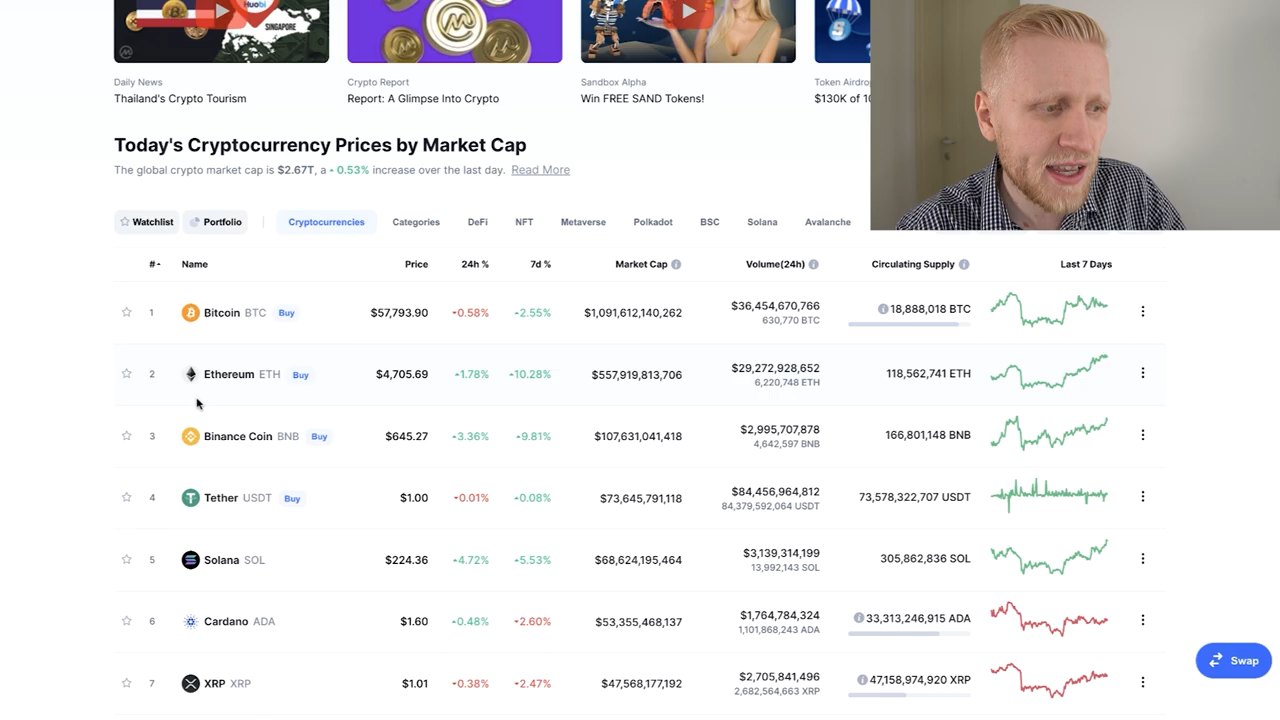 Huobi
SINGAPORE
Daily News
Thailand's Crypto Tourism
Crypto Report
Report: A Glimpse Into Crypto
Sandbox Alpha
Win FREE SAND Tokens!
Token Airdrop
$130K of 10
Today's Cryptocurrency Prices by Market Cap
The global crypto market cap is $2.67T, a 0.53% increase over the last day. Read More
Watchlist Portfolio Cryptocurrencies Categories DeFi NFT Metaverse Polkadot BSC Solana Avalanche
# Name Price 24h % 7d % Market Cap Volume(24h) Circulating Supply Last 7 Days
1 Bitcoin BTC Buy $57,793.90 0.58% 2.55% $1,091,612,140,262 $36,454,670,766 18,888,018 BTC
630,770 BTC
2 Ethereum ETH Buy $4,705.69 1.78% 10.28% $557,919,813,706 $29,272,928,652 118,562,741 ETH
6,220,748 ETH
3 Binance Coin BNB Buy $645.27 3.36% 9.81% $107,631,041,418 $2,995,707,878 166,801,148 BNB
4,642,597 BNB
4 Tether USDT Buy $1.00 0.01% 0.08% $73,645,791,118 $84,456,964,812 73,578,322,707 USDT
84,379,592,064 USDT
5 Solana SOL $224.36 4.72% 5.53% $68,624,195,464 $3,139,314,199 305,862,836 SOL
13,992,143 SOL
6 Cardano ADA $1.60 0.48% 2.60% $53,355,468,137 $1,764,784,324 33,313,246,915 ADA
1,101,868,243 ADA
Swap
7 XRP XRP $1.01 0.38% 2.47% $47,568,177,192 $2,705,841,496 47,158,974,920 XRP
2,682,564,663 XRP